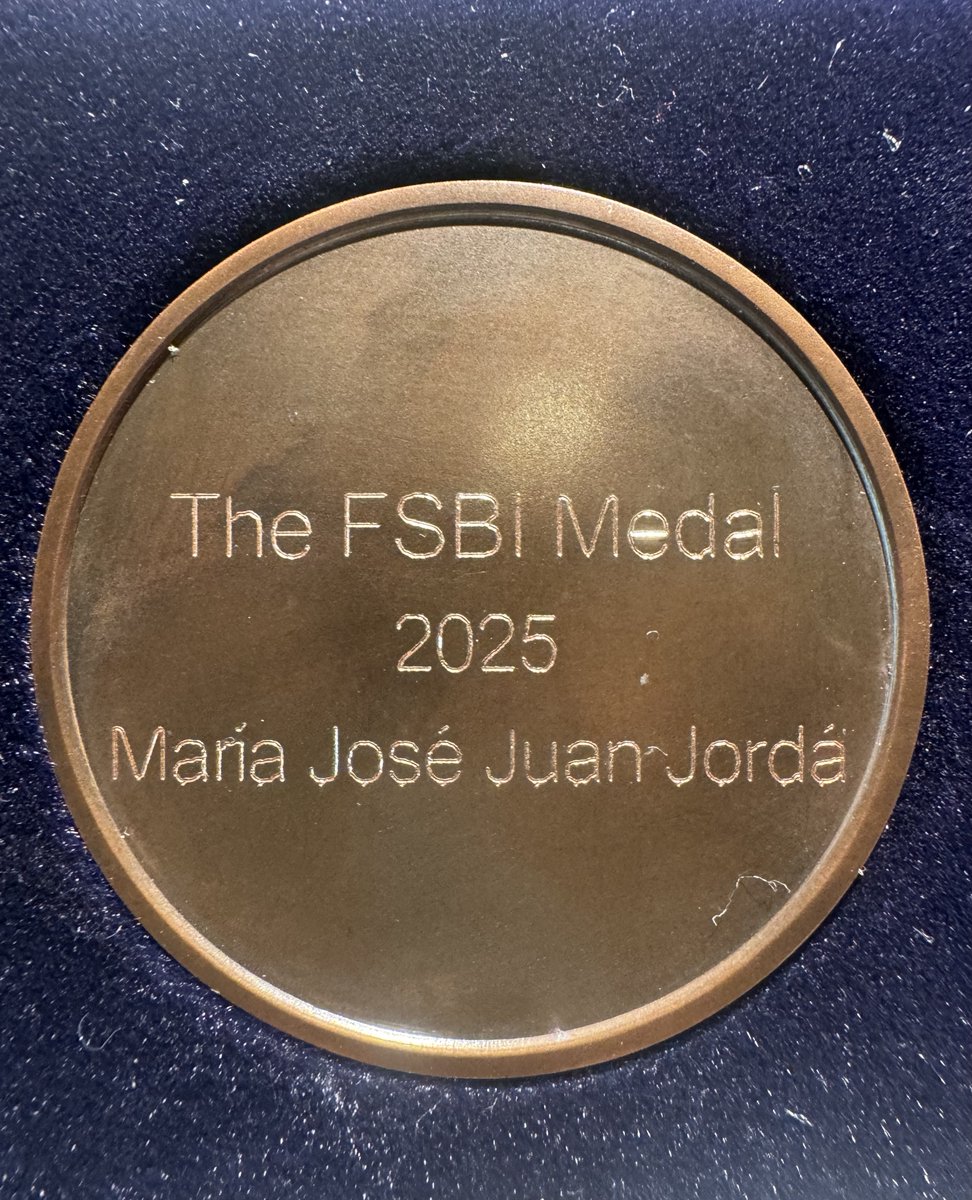 The FSBI Medal
2025
María José Juan Jordá